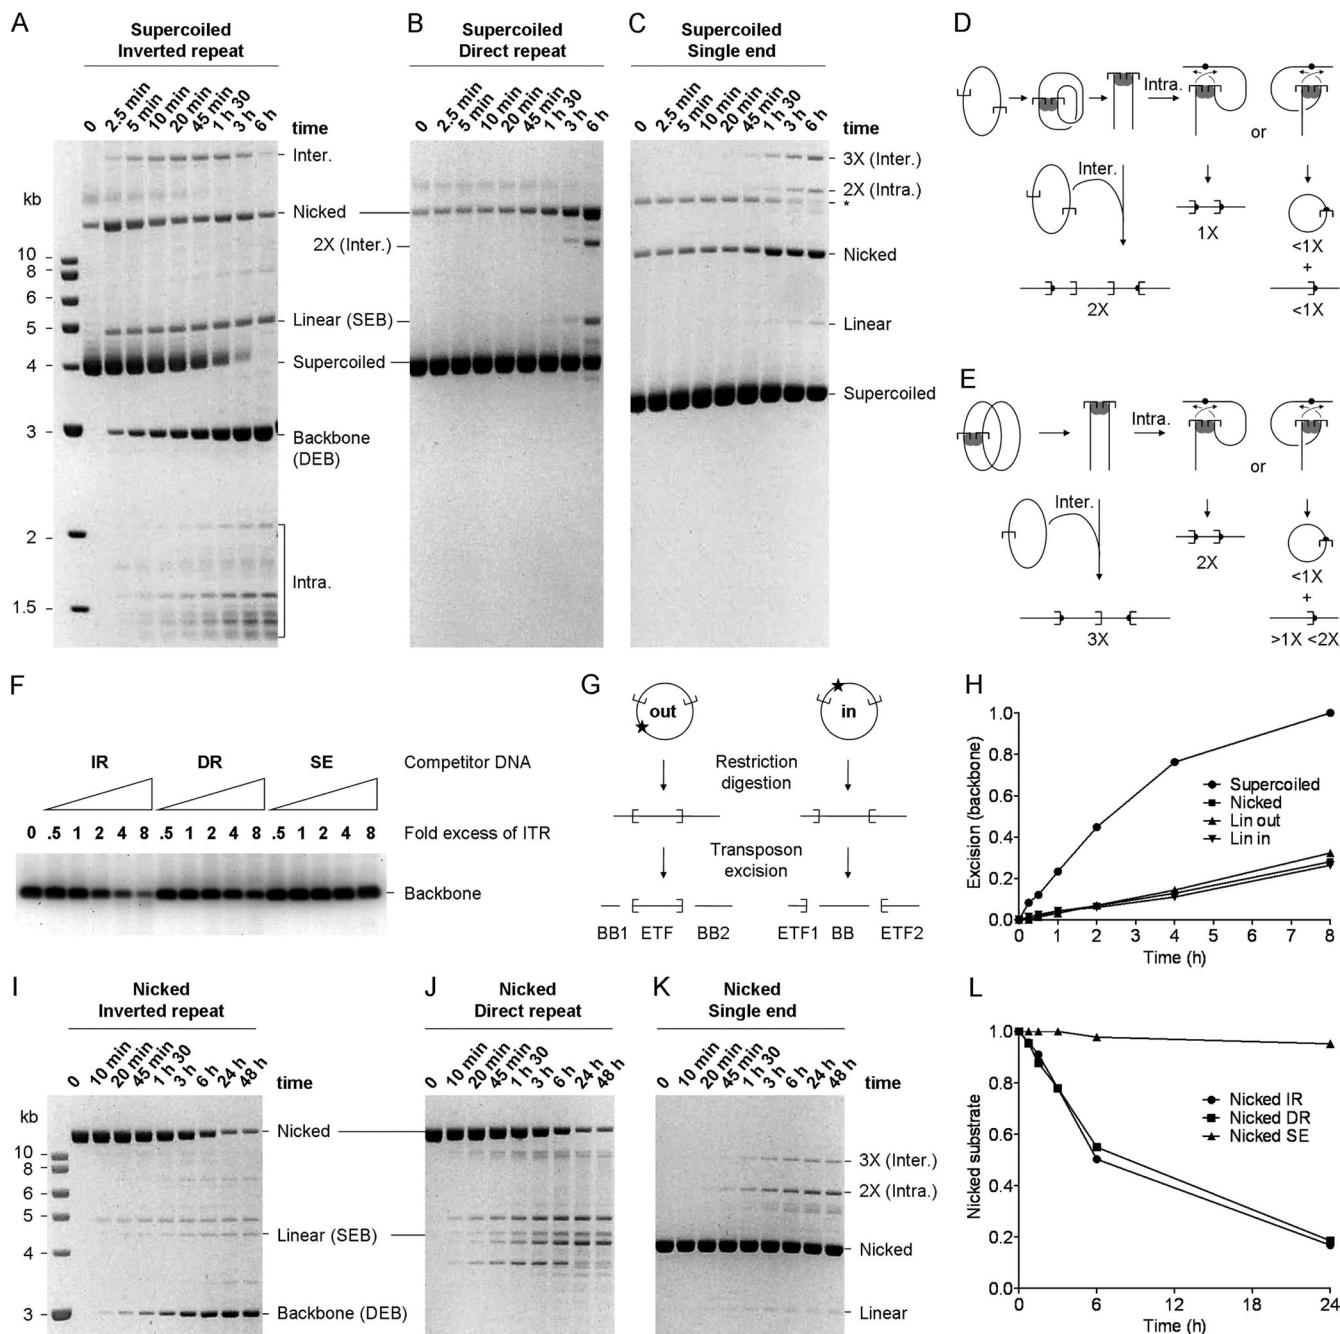 A
Supercoiled
Inverted repeat
0 2.5 min 5 min 10 min 20 min 45 min 1 h 30 3 h 6 h time
kb
10
8
6
5
4
3
2
1.5
Inter.
Nicked
2X (Inter.)
Linear (SEB)
Supercoiled
Backbone
(DEB)
Intra.
B
Supercoiled
Direct repeat
0 2.5 min 5 min 10 min 20 min 45 min 1 h 30 3 h 6 h
C
Supercoiled
Single end
0 2.5 min 5 min 10 min 20 min 45 min 1 h 30 3 h 6 h time
3X (Inter.)
2X (Intra.)
*
Nicked
Linear
Supercoiled
D
Intra.
or
Inter.
1X
<1X
+
2X
<1X
E
Intra.
or
Inter.
2X
<1X
+
3X
>1X <2X
F
IR DR SE Competitor DNA
0 .5 1 2 4 8 .5 1 2 4 8 .5 1 2 4 8 Fold excess of ITR
Backbone
G
out in
Restriction
digestion
Transposon
excision
BB1 ETF BB2 ETF1 BB ETF2
H
Excision (backbone)
1.0
0.8
0.6
0.4
0.2
0.0
Supercoiled
Nicked
Lin out
Lin in
0 1 2 3 4 5 6 7 8
Time (h)
I
Nicked
Inverted repeat
0 10 min 20 min 45 min 1 h 30 3 h 6 h 24 h 48 h time
kb
10
8
6
5
4
3
Nicked
Linear (SEB)
Backbone (DEB)
J
Nicked
Direct repeat
0 10 min 20 min 45 min 1 h 30 3 h 6 h 24 h 48 h
K
Nicked
Single end
0 10 min 20 min 45 min 1 h 30 3 h 6 h 24 h 48 h time
3X (Inter.)
2X (Intra.)
Nicked
Linear
L
Nicked substrate
1.0
0.8
0.6
0.4
0.2
0.0
Nicked IR
Nicked DR
Nicked SE
0 6 12 18 24
Time (h)